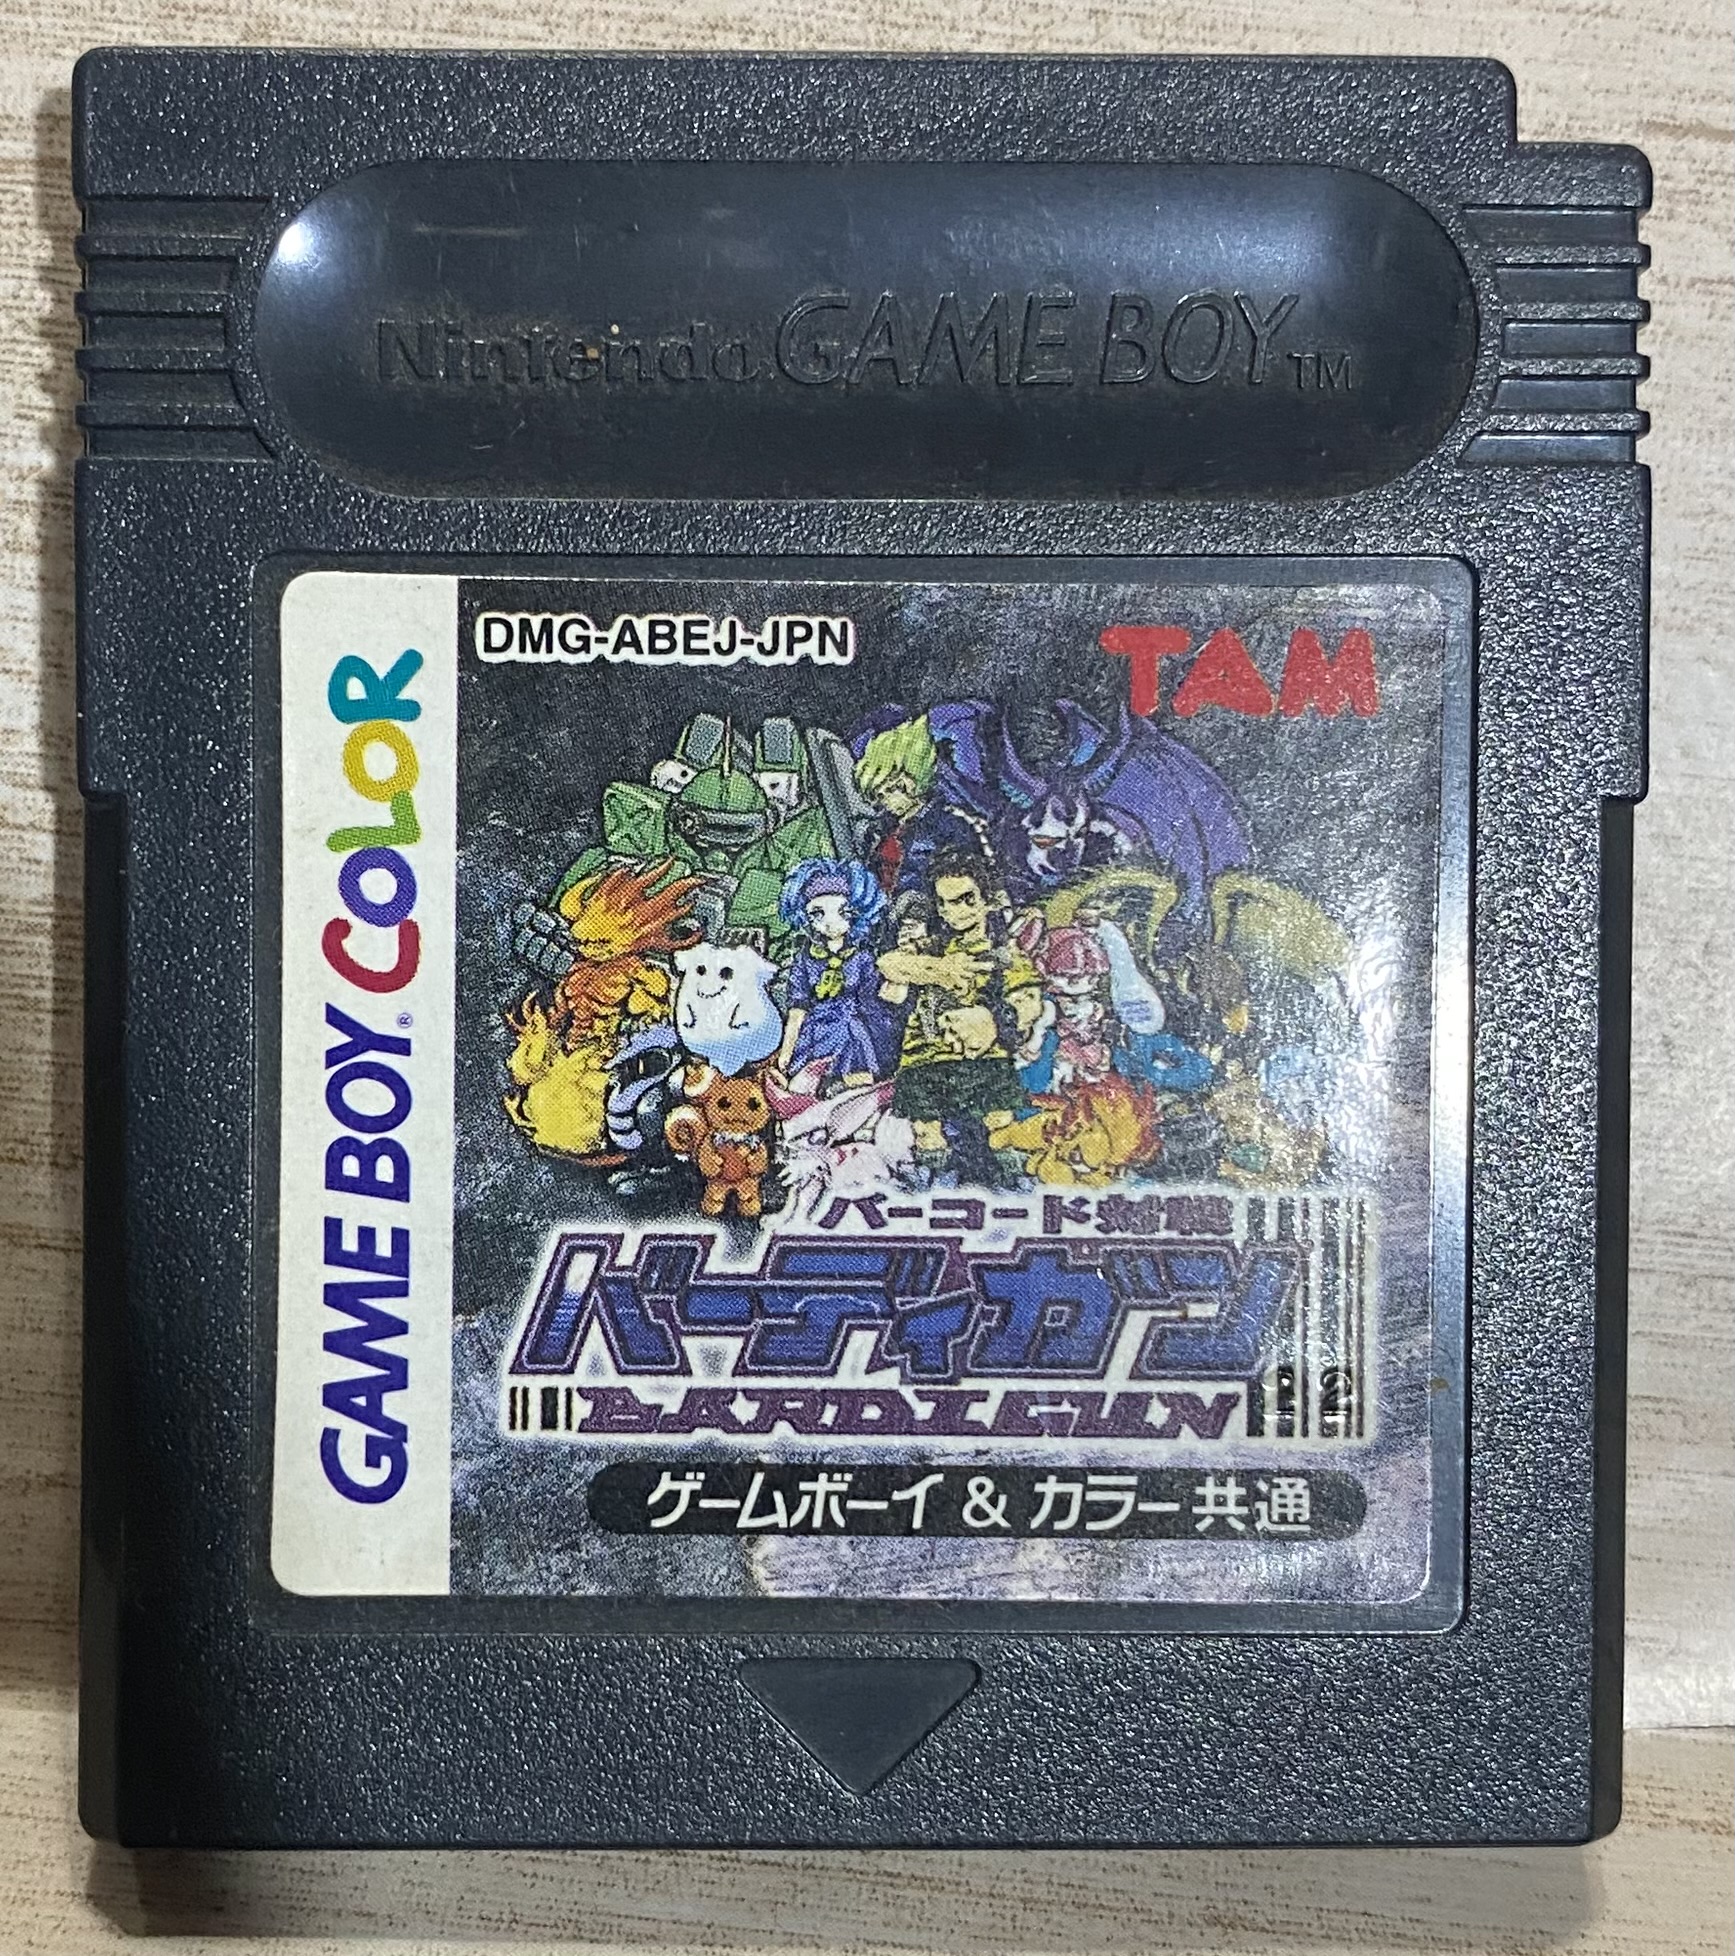 Nintendo GAME BOY TM
GAME BOY® COLOR
DMG-ABEJ-JPN
TAM
バーコード対戦
バーディガン
BARDIGUN
ゲームボーイ & カラー 共通